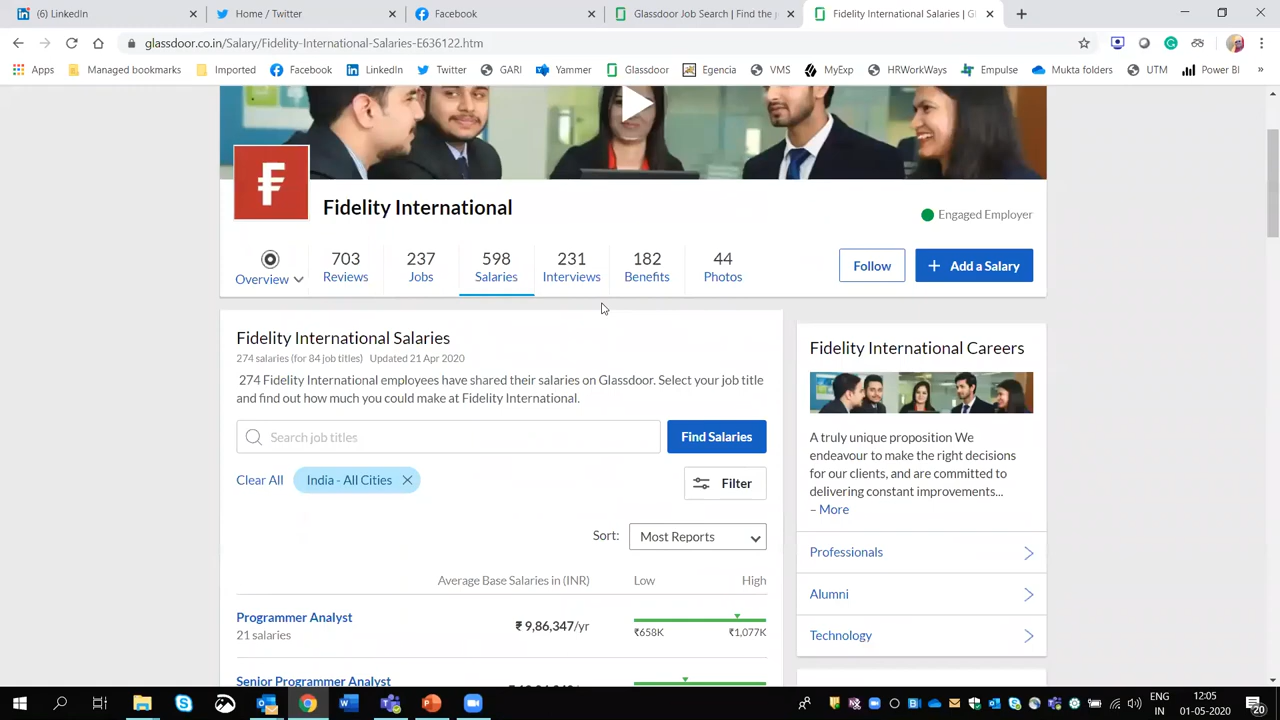 (6) LinkedIn
Home / Twitter
Facebook
Glassdoor Job Search | Find the j
Fidelity International Salaries | G
glassdoor.co.in/Salary/Fidelity-International-Salaries-E636122.htm
Apps
Managed bookmarks
Imported
Facebook
LinkedIn
Twitter
GARI
Yammer
Glassdoor
Egencia
VMS
MyExp
HRWorkWays
Empulse
Mukta folders
UTM
Power BI
»
Fidelity International
Engaged Employer
Overview
703
Reviews
237
Jobs
598
Salaries
231
Interviews
182
Benefits
44
Photos
Follow
+ Add a Salary
Fidelity International Salaries
274 salaries (for 84 job titles) Updated 21 Apr 2020
274 Fidelity International employees have shared their salaries on Glassdoor. Select your job title
and find out how much you could make at Fidelity International.
Search job titles
Find Salaries
Clear All
India - All Cities
Filter
Sort:
Most Reports
Average Base Salaries in (INR)
Low
High
Programmer Analyst
21 salaries
₹ 9,86,347/yr
₹658K
₹1,077K
Senior Programmer Analyst
Fidelity International Careers
A truly unique proposition We
endeavour to make the right decisions
for our clients, and are committed to
delivering constant improvements...
– More
Professionals
Alumni
Technology
ENG
IN
12:05
01-05-2020
20